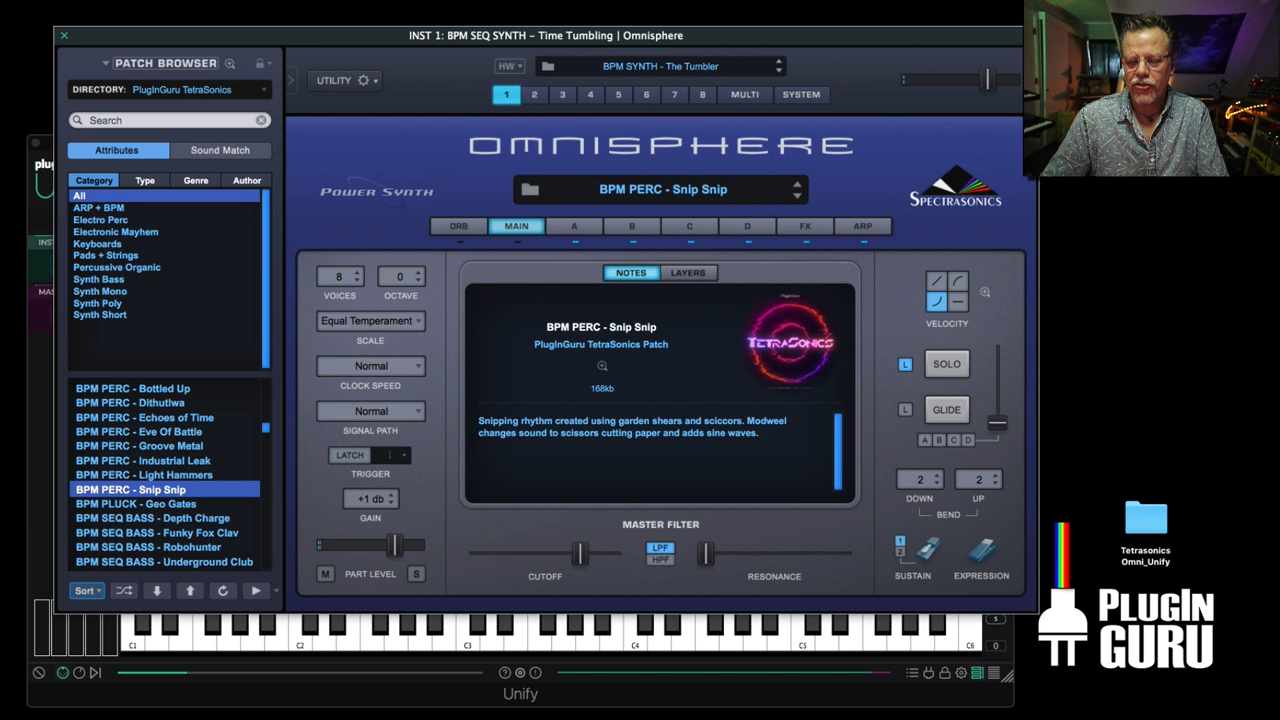 INST 1: BPM SEQ SYNTH - Time Tumbling | Omnisphere
PATCH BROWSER
DIRECTORY: PlugInGuru TetraSonics
Search
Attributes
Sound Match
Category
Type
Genre
Author
All
ARP + BPM
Electro Perc
Electronic Mayhem
Keyboards
Pads + Strings
Percussive Organic
Synth Bass
Synth Mono
Synth Poly
Synth Short
BPM PERC - Bottled Up
BPM PERC - Dithutlwa
BPM PERC - Echoes of Time
BPM PERC - Eve Of Battle
BPM PERC - Groove Metal
BPM PERC - Industrial Leak
BPM PERC - Light Hammers
BPM PERC - Snip Snip
BPM PLUCK - Geo Gates
BPM SEQ BASS - Depth Charge
BPM SEQ BASS - Funky Fox Clav
BPM SEQ BASS - Robohunter
BPM SEQ BASS - Underground Club
Sort
UTILITY
HW
BPM SYNTH - The Tumbler
1 2 3 4 5 6 7 8 MULTI SYSTEM
OMNISPHERE
POWER SYNTH
BPM PERC - Snip Snip
SPECTRASONICS
ORB MAIN A B C D FX ARP
8 0
VOICES OCTAVE
Equal Temperament
SCALE
Normal
CLOCK SPEED
Normal
SIGNAL PATH
LATCH
TRIGGER
+1 db
GAIN
M PART LEVEL S
NOTES LAYERS
BPM PERC - Snip Snip
PlugInGuru TetraSonics Patch
168kb
PlugInGuru
TETRASONICS
Snipping rhythm created using garden shears and sciccors. Modweel
changes sound to scissors cutting paper and adds sine waves.
MASTER FILTER
LPF
HPF
CUTOFF
RESONANCE
VELOCITY
L SOLO
L GLIDE
A B C D
2 2
DOWN UP
BEND
1
2
SUSTAIN EXPRESSION
plug
INS
MAS
C1 C2 C3 C4 C5 C6
0
Unify
Tetrasonics
Omni_Unify
PLUGIN
GURU